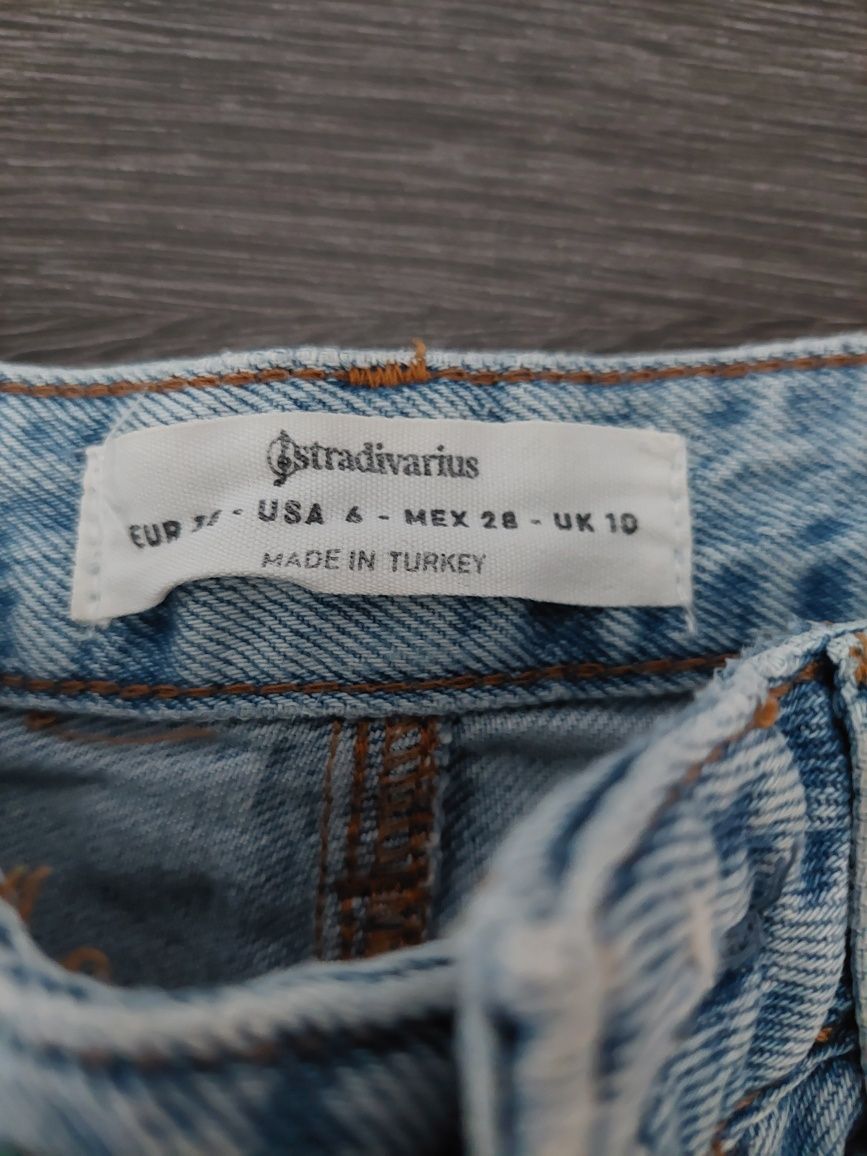 stradivarius
EUR - USA 6 - MEX 28 - UK 10
MADE IN TURKEY